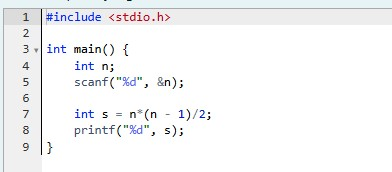 1 #include <stdio.h>
2
3 int main() {
4     int n;
5     scanf("%d", &n);
6
7     int s = n*(n - 1)/2;
8     printf("%d", s);
9 }